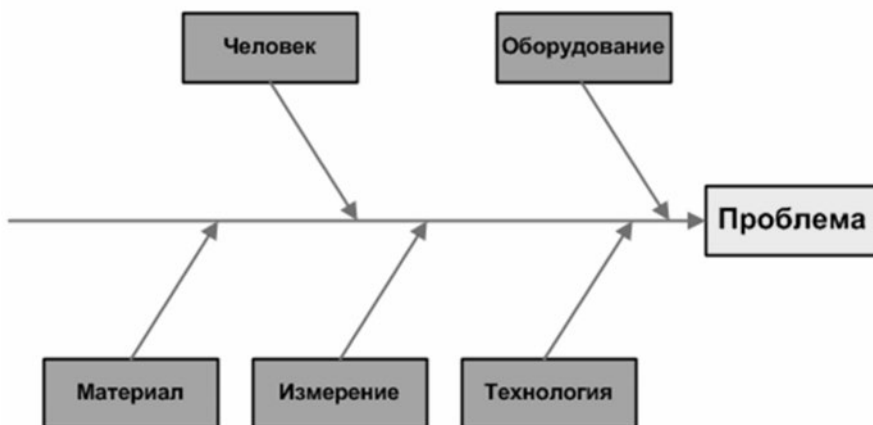 Человек
Оборудование
Проблема
Материал
Измерение
Технология